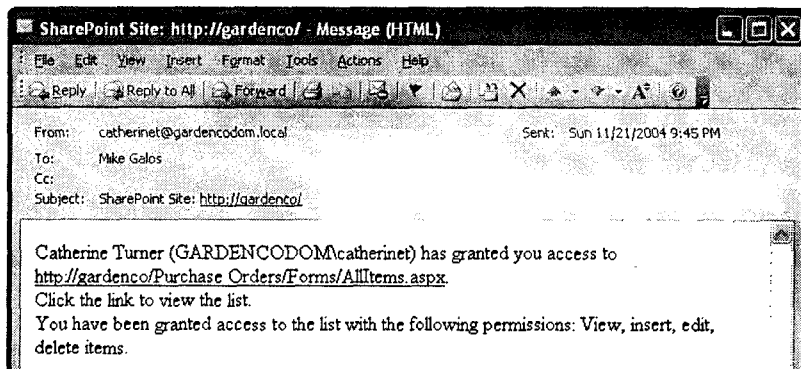 SharePoint Site: http://gardenco/ - Message (HTML)
File Edit View Insert Format Tools Actions Help
Reply Reply to All Forward
From: catherinet@gardencodom.local Sent: Sun 11/21/2004 9:45 PM
To: Mike Galos
Cc:
Subject: SharePoint Site: http://gardenco/
Catherine Turner (GARDENCODOM\catherinet) has granted you access to
http://gardenco/Purchase Orders/Forms/AllItems.aspx.
Click the link to view the list.
You have been granted access to the list with the following permissions: View, insert, edit,
delete items.